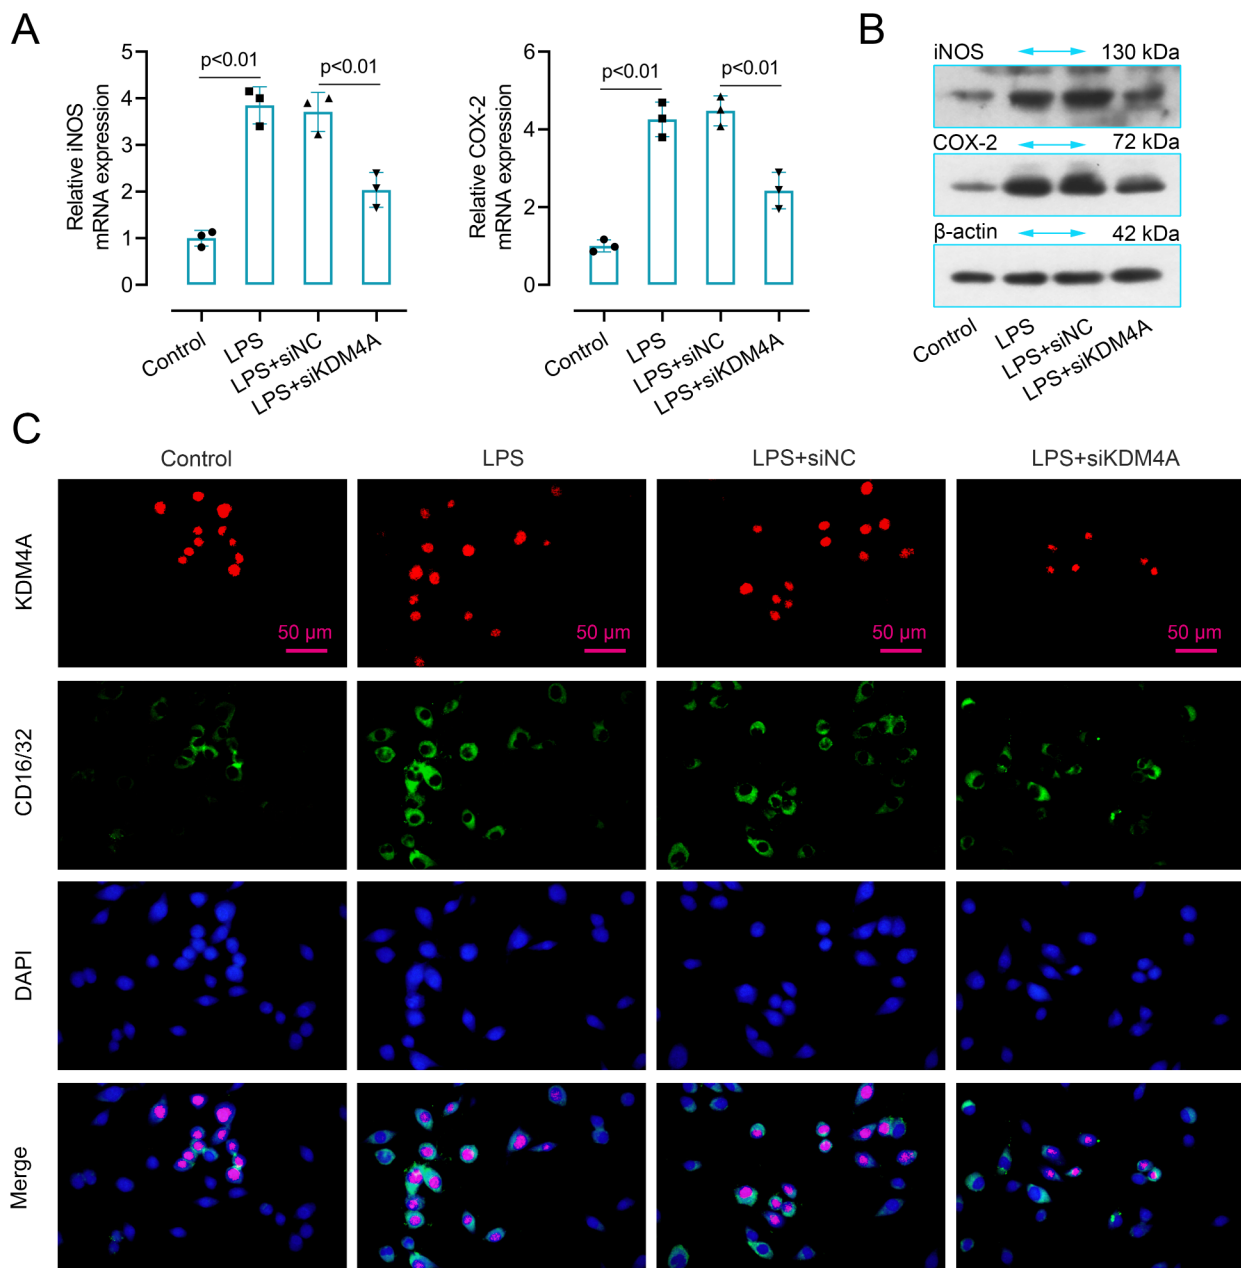 A
B
Relative iNOS
mRNA expression
5
4
3
2
1
0
p<0.01
p<0.01
Control
LPS
LPS+siNC
LPS+siKDM4A
Relative COX-2
mRNA expression
6
4
2
0
p<0.01
p<0.01
Control
LPS
LPS+siNC
LPS+siKDM4A
iNOS 130 kDa
COX-2 72 kDa
β-actin 42 kDa
Control
LPS
LPS+siNC
LPS+siKDM4A
C
Control LPS LPS+siNC LPS+siKDM4A
KDM4A
50 μm 50 μm 50 μm 50 μm
CD16/32
DAPI
Merge